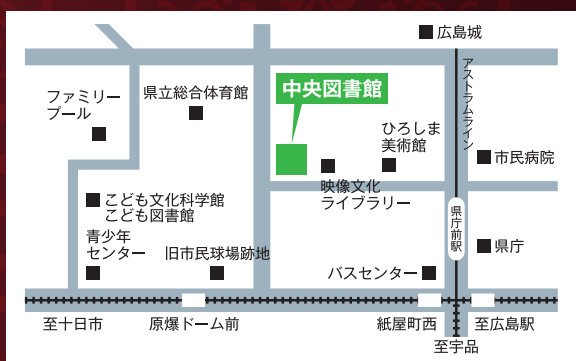 広島城
アストラムライン
中央図書館
ファミリー
プール
県立総合体育館
ひろしま
美術館
市民病院
映像文化
ライブラリー
こども文化科学館
こども図書館
県庁前駅
青少年
センター
旧市民球場跡地
県庁
バスセンター
至十日市
原爆ドーム前
紙屋町西
至広島駅
至宇品